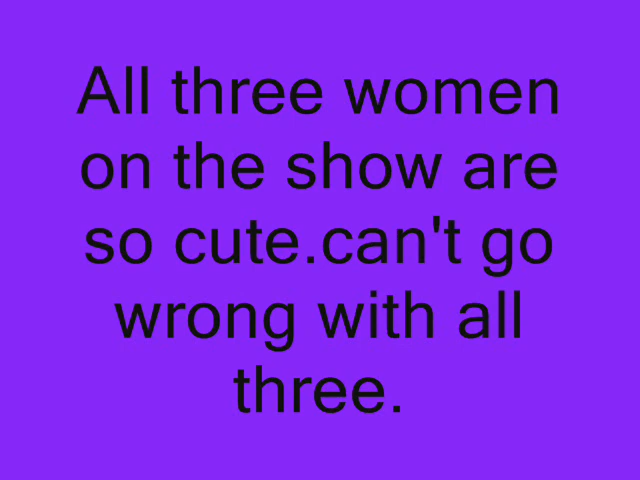 All three women
on the show are
so cute.can't go
wrong with all
three.